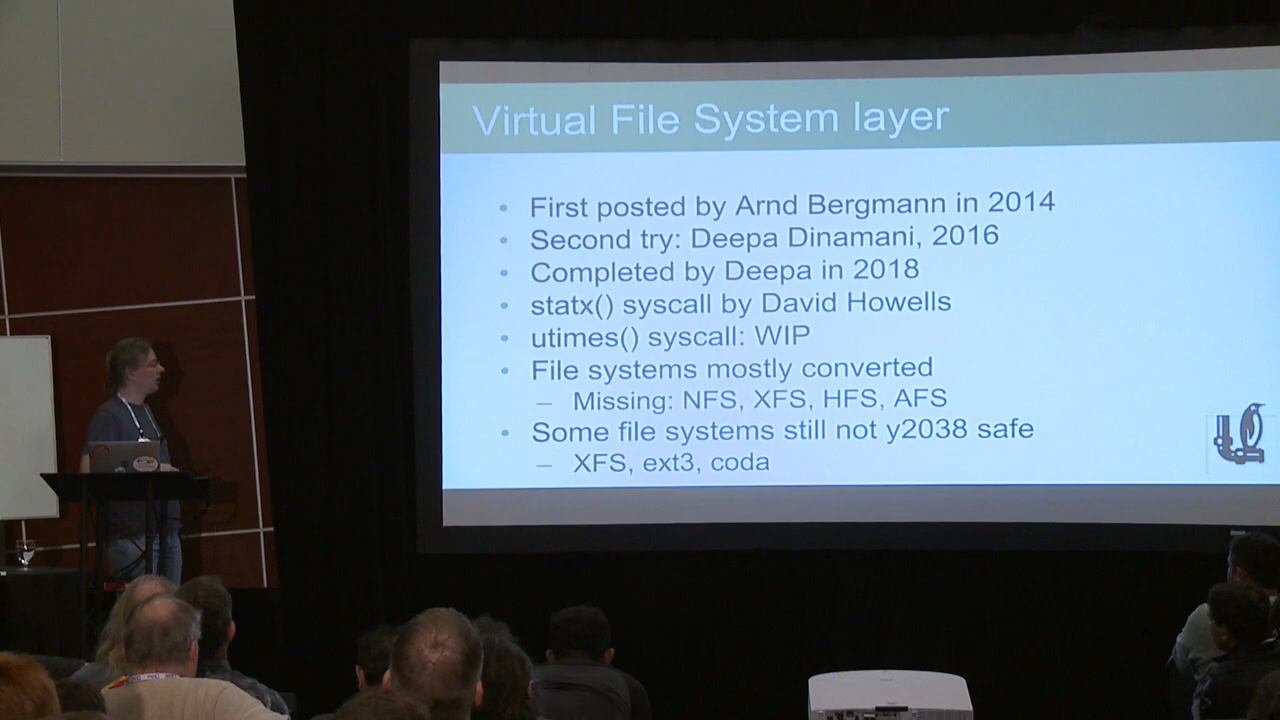 Virtual File System layer
• First posted by Arnd Bergmann in 2014
• Second try: Deepa Dinamani, 2016
• Completed by Deepa in 2018
• statx() syscall by David Howells
• utimes() syscall: WIP
• File systems mostly converted
– Missing: NFS, XFS, HFS, AFS
• Some file systems still not y2038 safe
– XFS, ext3, coda